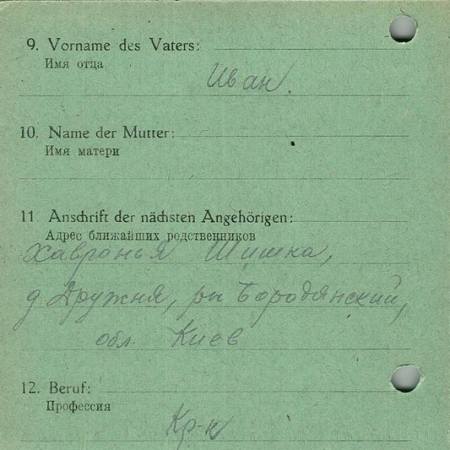 9. Vorname des Vaters:
Имя отца
Иван.
10. Name der Mutter:
Имя матери
11. Anschrift der nächsten Angehörigen:
Адрес ближайших родственников
Хавронья Шишка,
д Дружня, рн Бородянский,
обл. Киев
12. Beruf:
Профессия
Кр-н